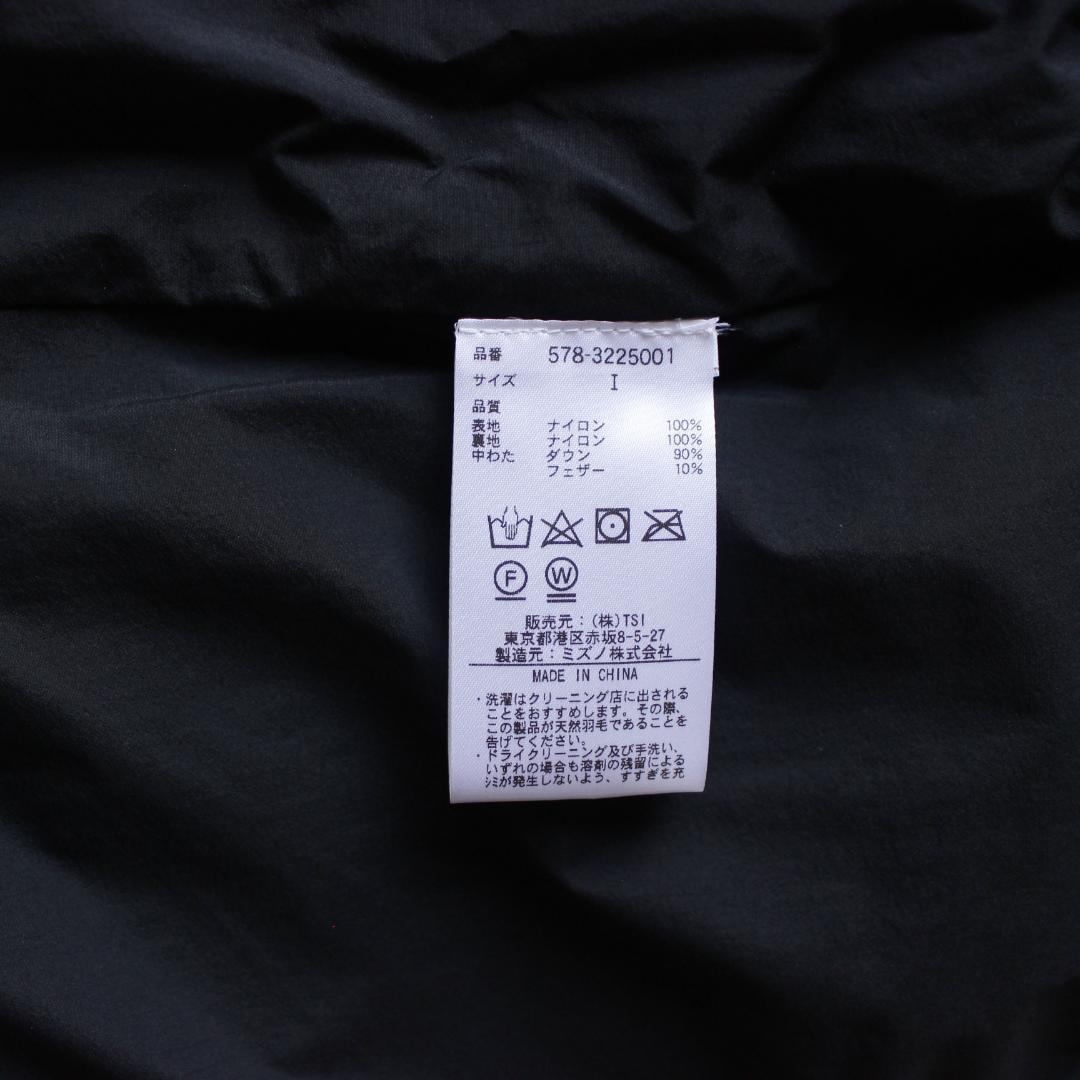 品番 578-3225001
サイズ I
品質
表地 ナイロン 100%
裏地 ナイロン 100%
中わた ダウン 90%
フェザー 10%
F W
販売元：(株)TSI
東京都港区赤坂8-5-27
製造元：ミズノ株式会社
MADE IN CHINA
・洗濯はクリーニング店に出される
ことをおすすめします。その際、
この製品が天然羽毛であることを
告げてください。
・ドライクリーニング及び手洗い、
いずれの場合も溶剤の残留による
シミが発生しないよう、すすぎを充